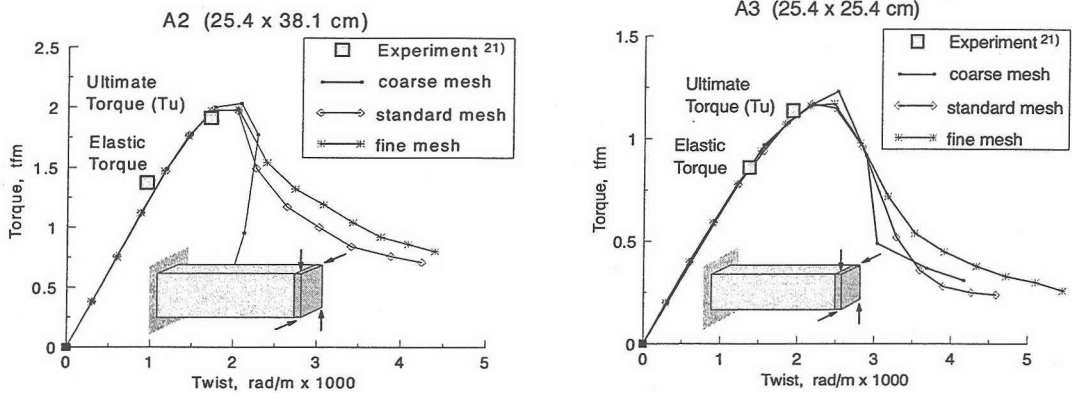 A2 (25.4 x 38.1 cm)
2.5
2
1.5
1
0.5
0
Torque, tfm
Ultimate
Torque (Tu)
Elastic
Torque
Experiment 21)
coarse mesh
standard mesh
fine mesh
0 1 2 3 4 5
Twist, rad/m x 1000
A3 (25.4 x 25.4 cm)
1.5
1
0.5
0
Torque, tfm
Ultimate
Torque (Tu)
Elastic
Torque
Experiment 21)
coarse mesh
standard mesh
fine mesh
0 1 2 3 4 5
Twist, rad/m x 1000